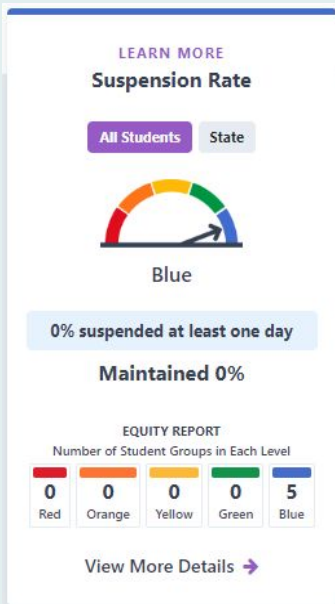 LEARN MORE
Suspension Rate
All Students State
Blue
0% suspended at least one day
Maintained 0%
EQUITY REPORT
Number of Student Groups in Each Level
0 0 0 0 5
Red Orange Yellow Green Blue
View More Details